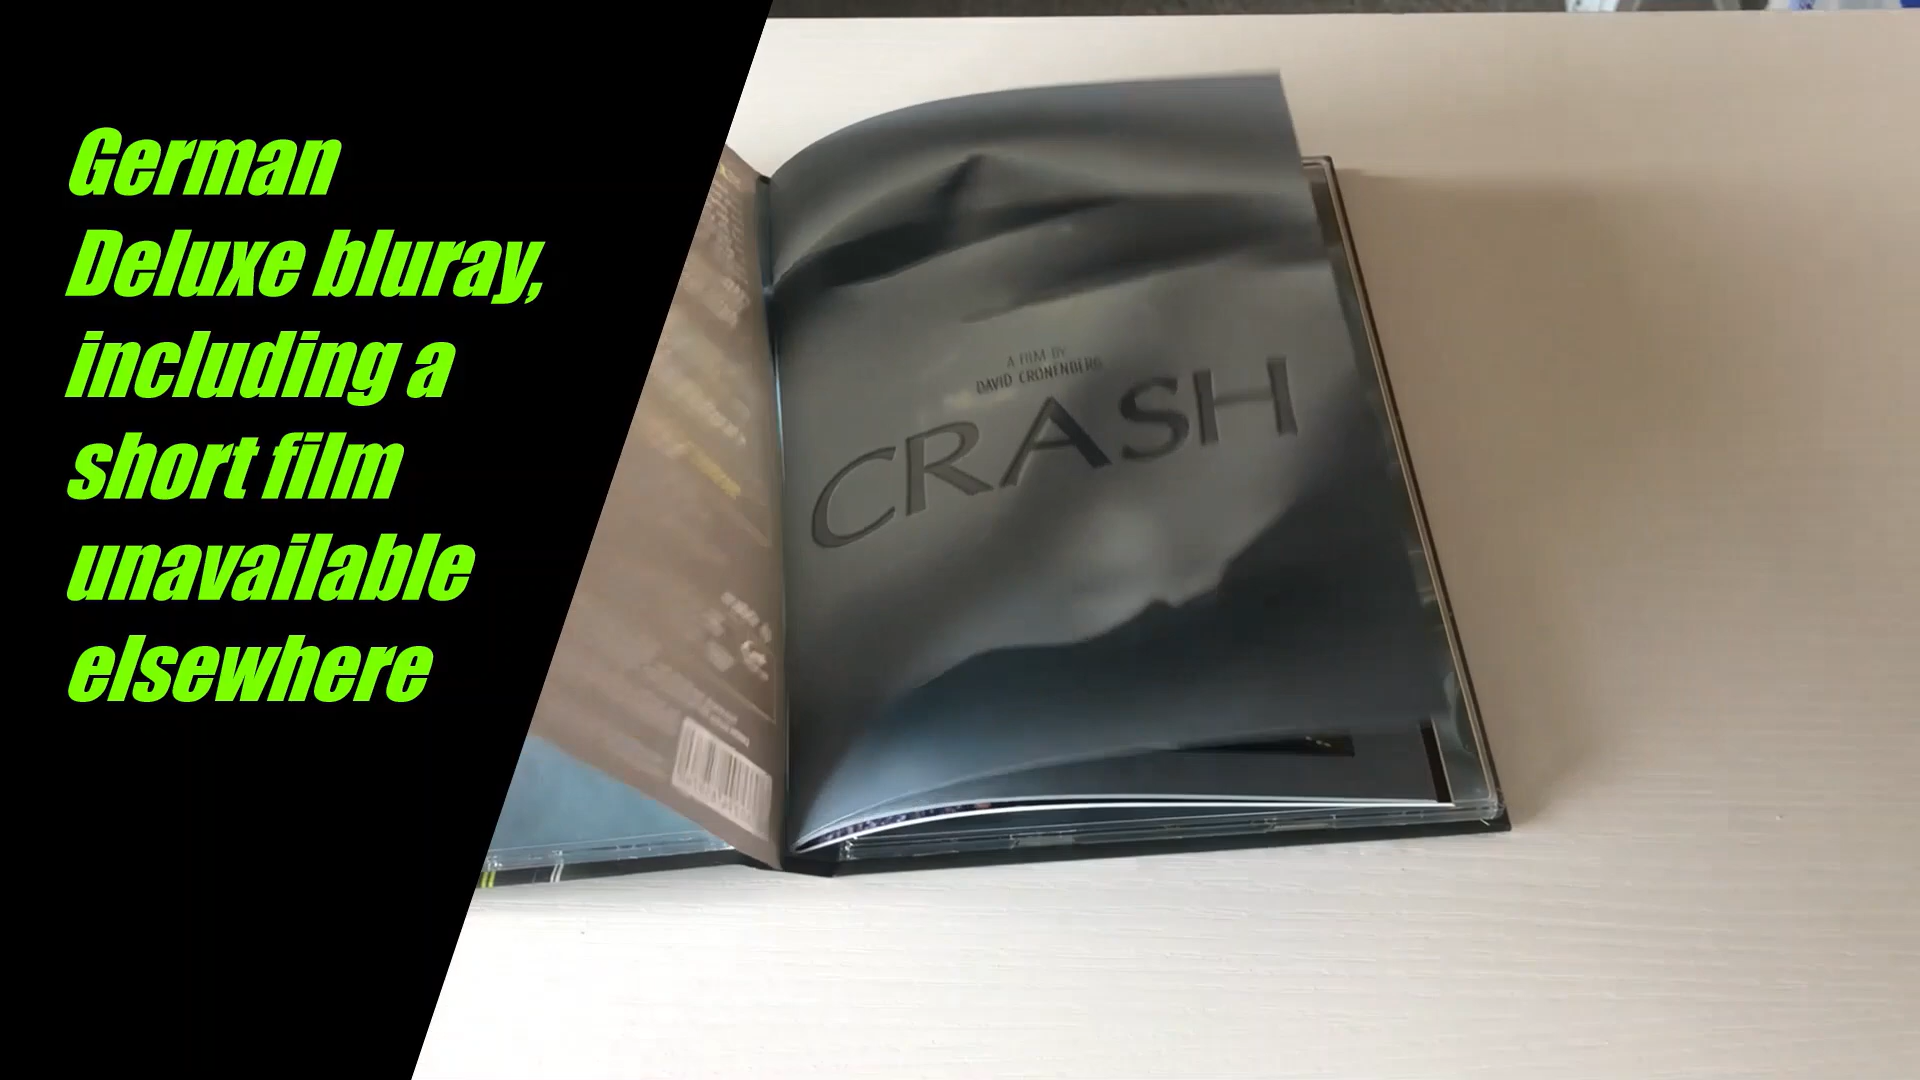 German
Deluxe bluray,
including a
short film
unavailable
elsewhere
A FILM BY
DAVID CRONENBERG
CRASH